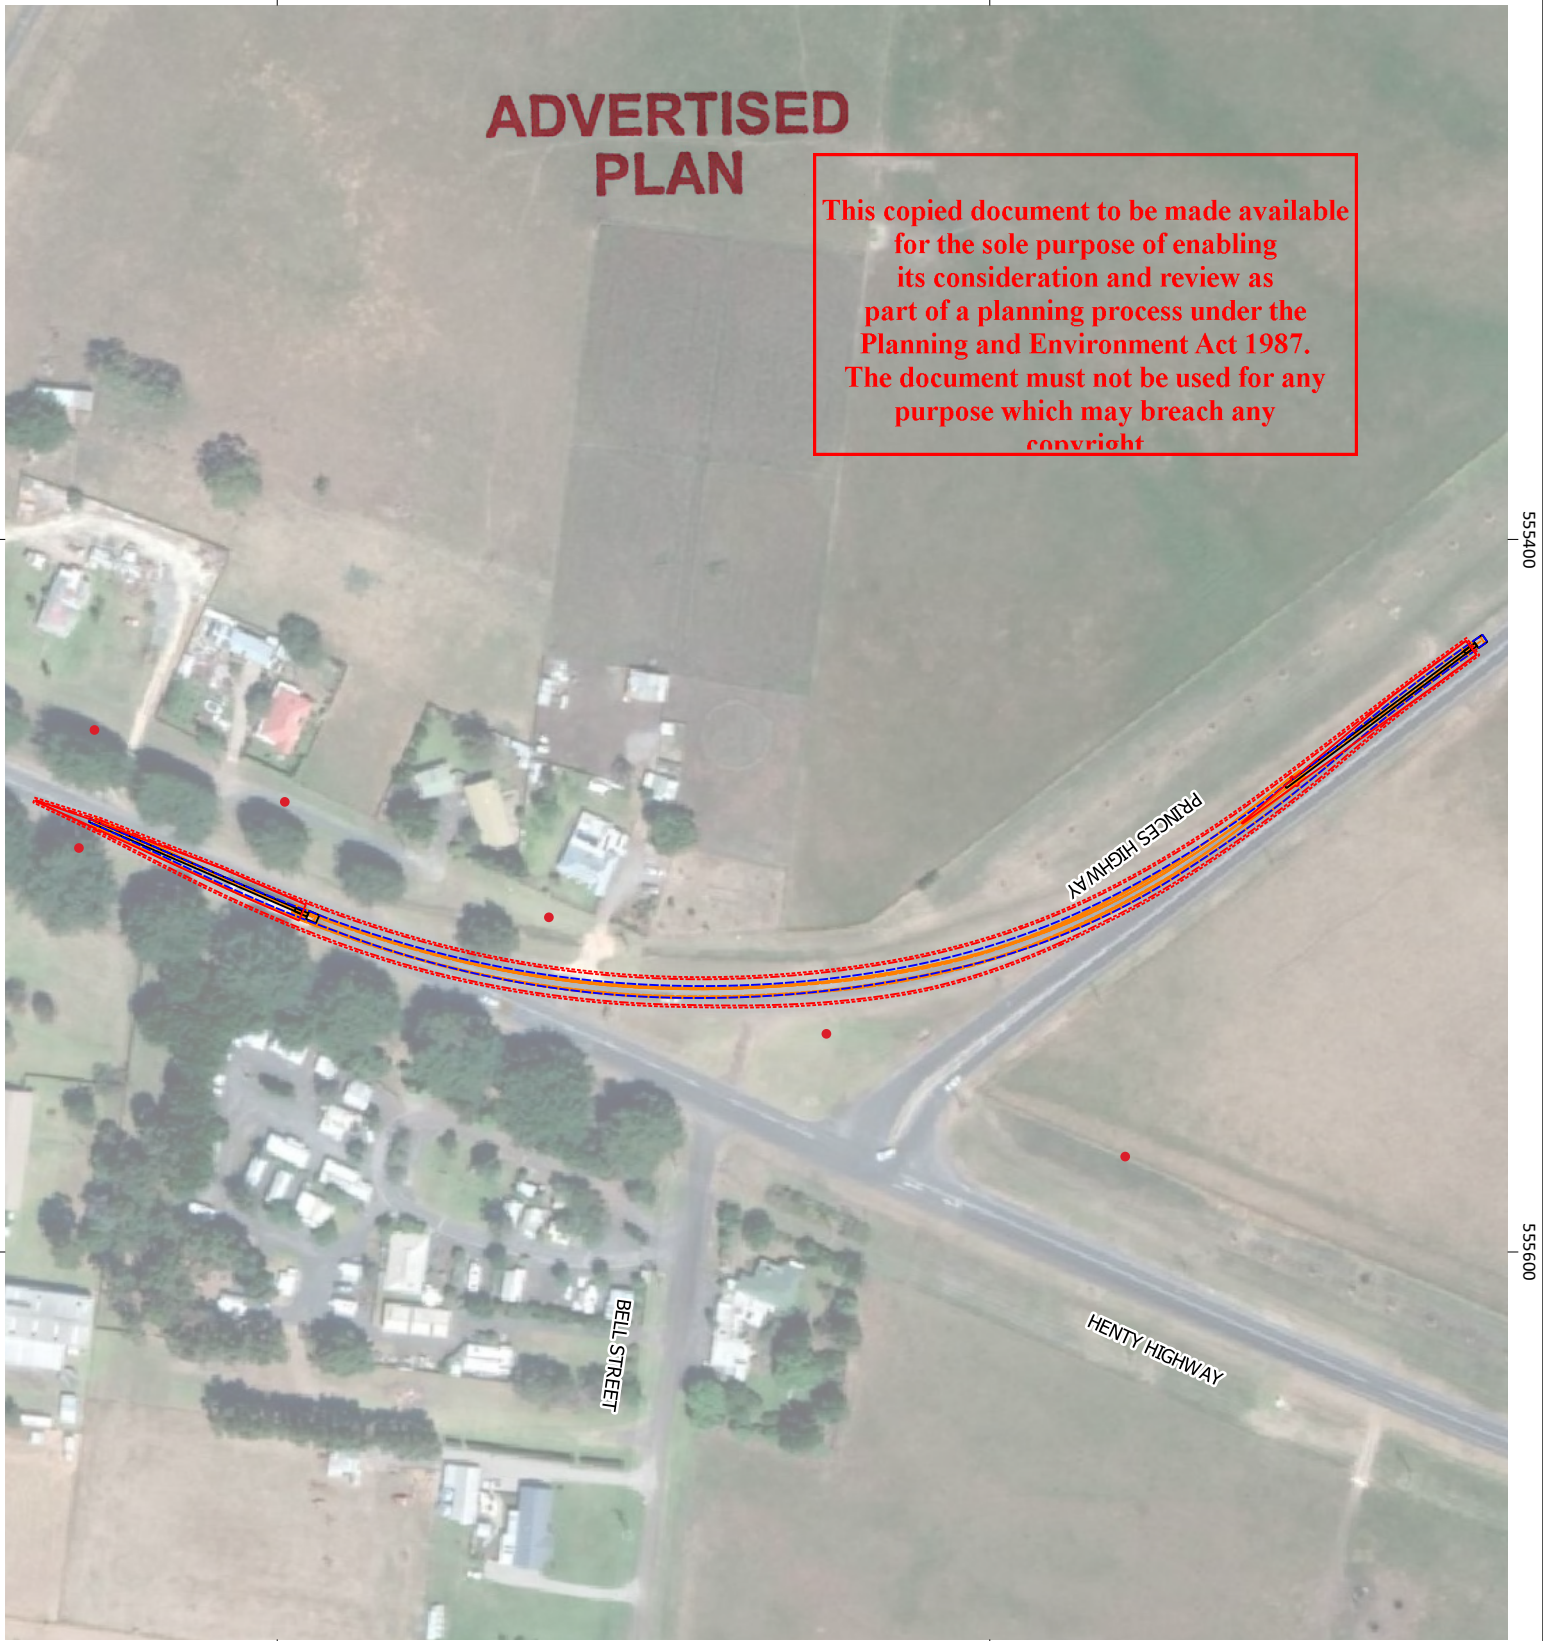 ADVERTISED
PLAN
This copied document to be made available
for the sole purpose of enabling
its consideration and review as
part of a planning process under the
Planning and Environment Act 1987.
The document must not be used for any
purpose which may breach any
copyright
555400
PRINCES HIGHWAY
555600
BELL STREET
HENTY HIGHWAY